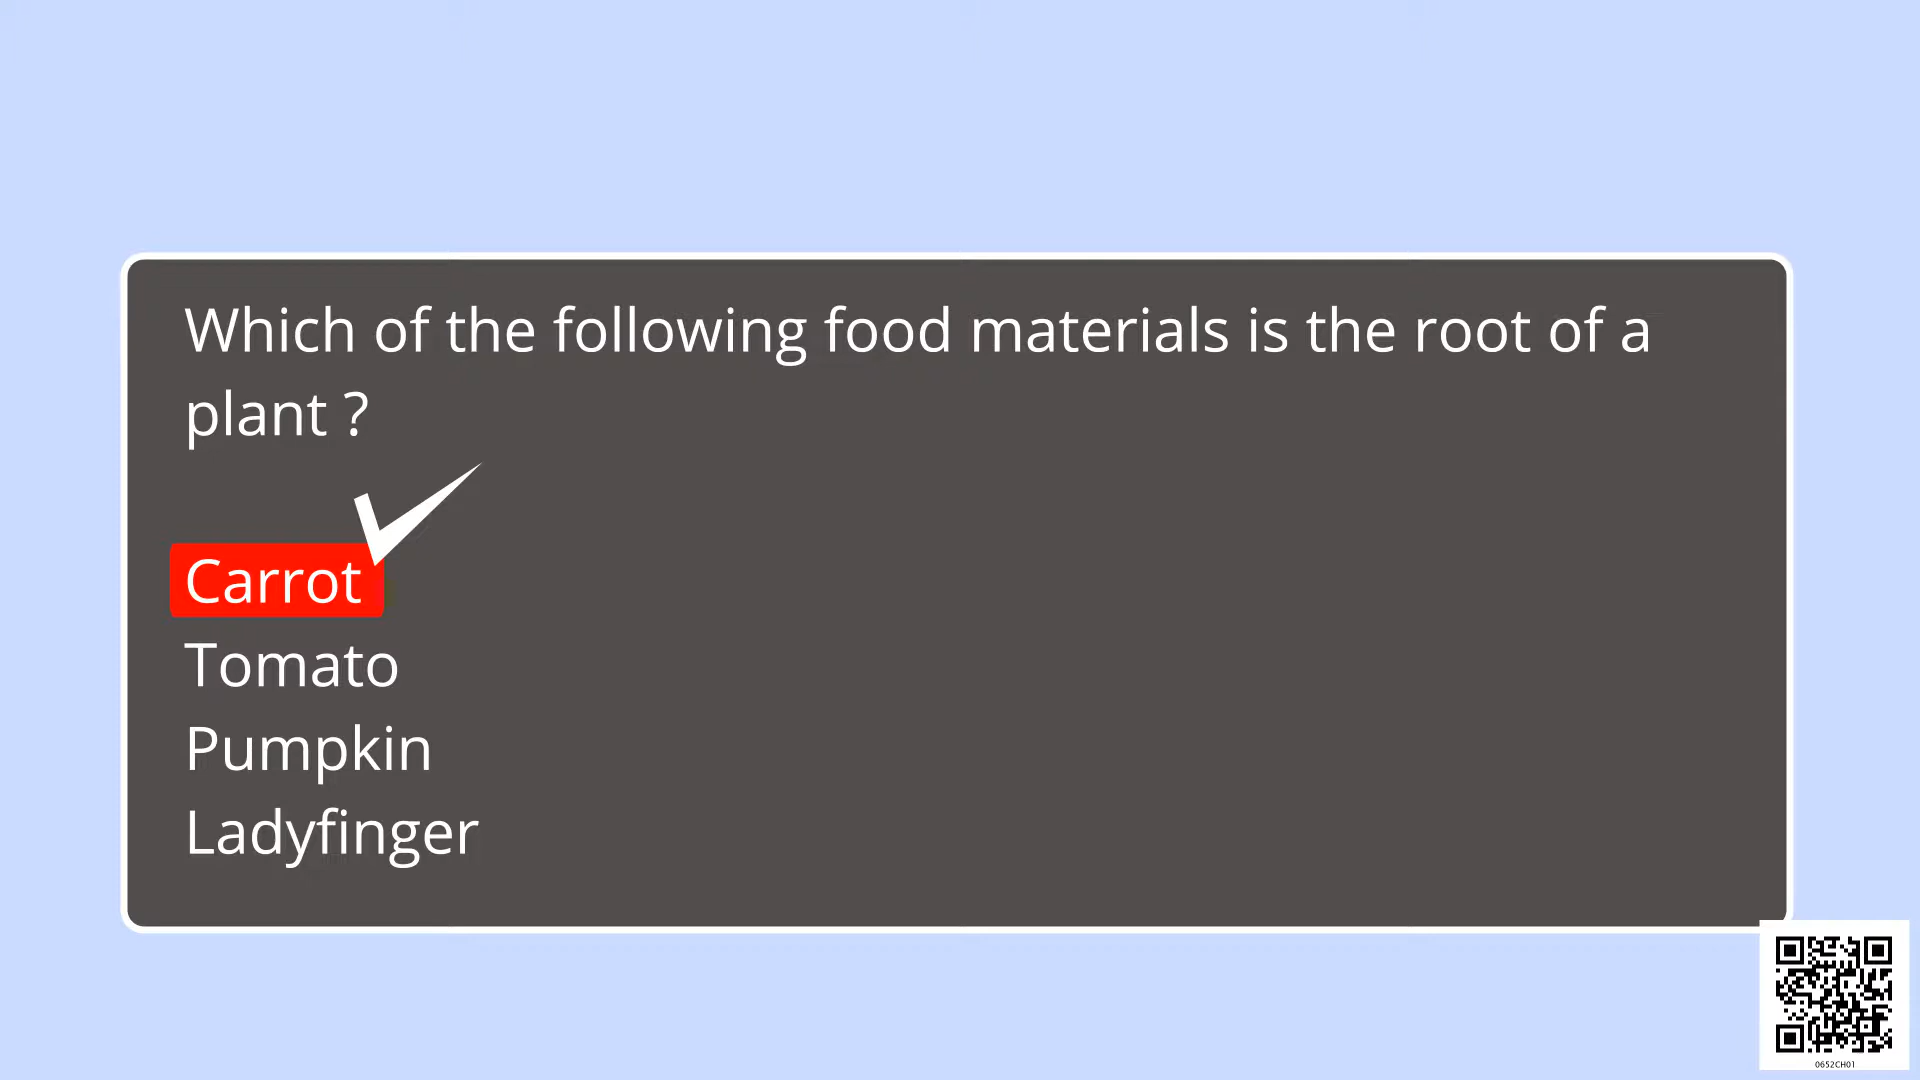 Which of the following food materials is the root of a
plant ?
Carrot
Tomato
Pumpkin
Ladyfinger
0652CH01